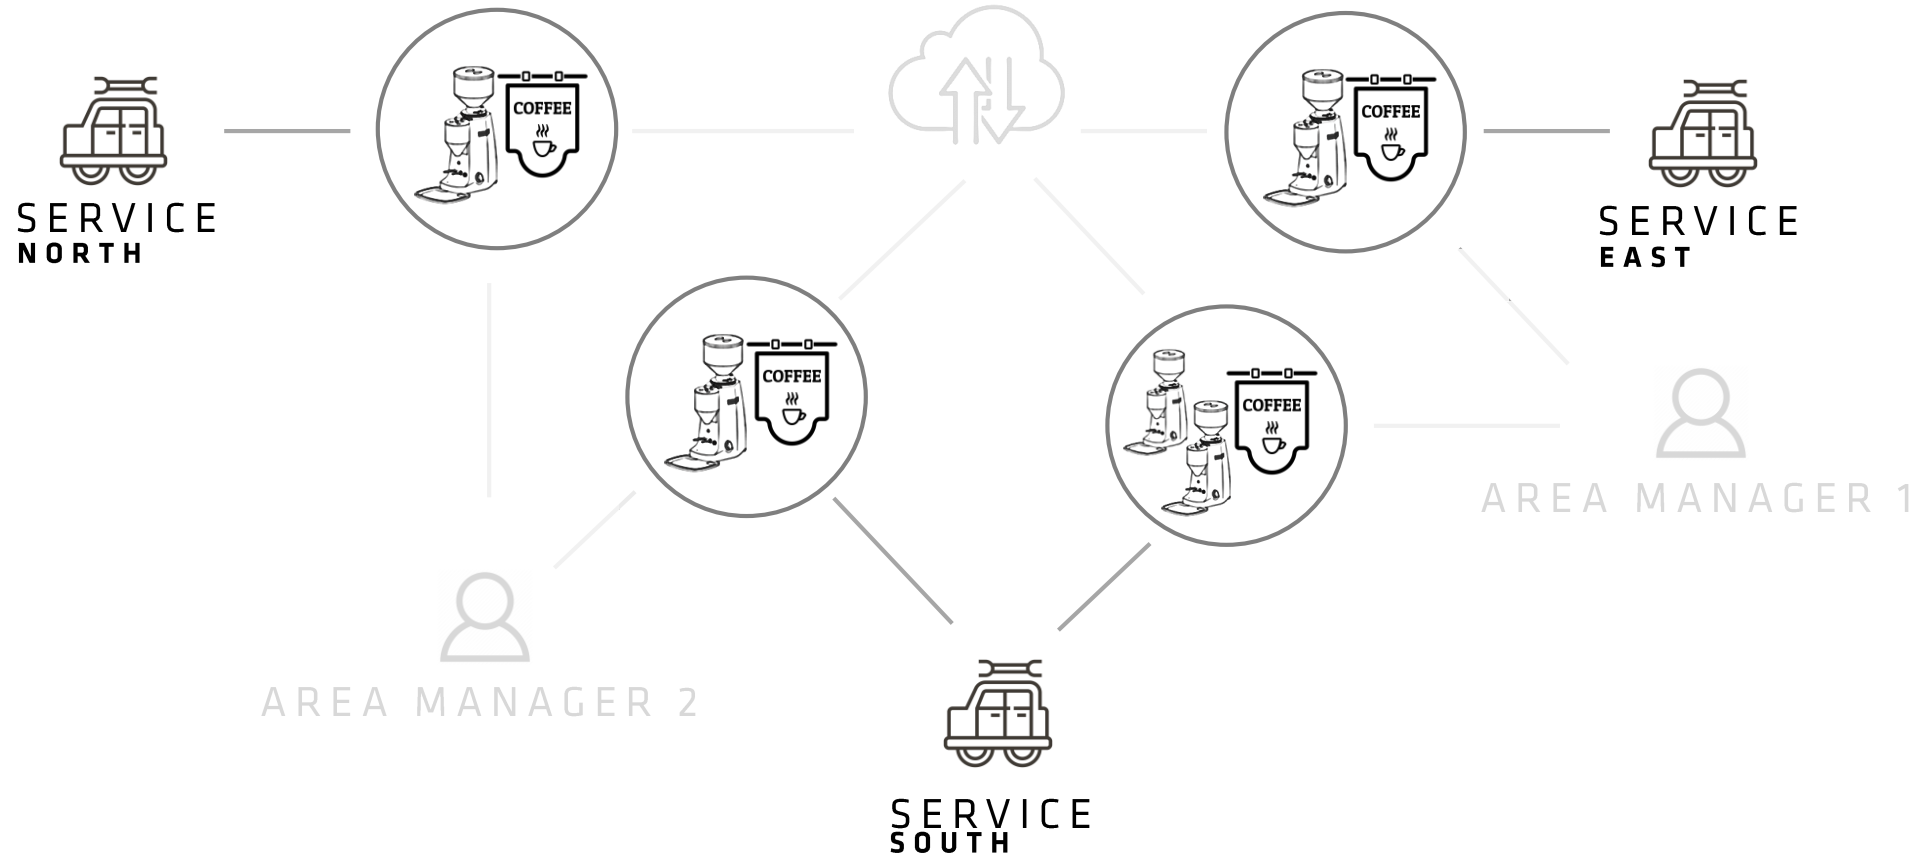 COFFEE
COFFEE
SERVICE
NORTH
SERVICE
EAST
COFFEE
COFFEE
AREA MANAGER 1
AREA MANAGER 2
SERVICE
SOUTH